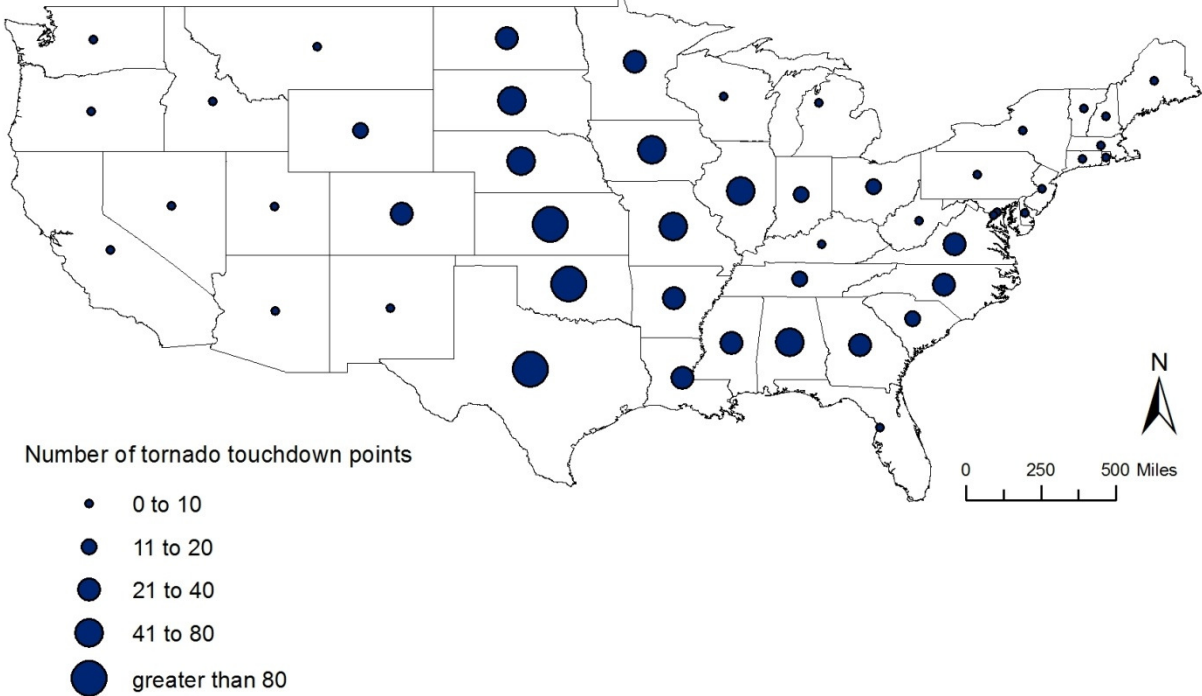 N
0 250 500 Miles
Number of tornado touchdown points
0 to 10
11 to 20
21 to 40
41 to 80
greater than 80